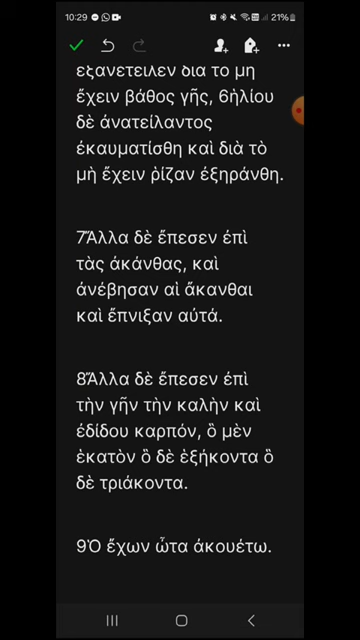 10:29
21%
ἐξανέτειλεν διὰ τὸ μὴ
ἔχειν βάθος γῆς, 6ἡλίου
δὲ ἀνατείλαντος
ἐκαυματίσθη καὶ διὰ τὸ
μὴ ἔχειν ῥίζαν ἐξηράνθη.
7Ἄλλα δὲ ἔπεσεν ἐπὶ
τὰς ἀκάνθας, καὶ
ἀνέβησαν αἱ ἄκανθαι
καὶ ἔπνιξαν αὐτά.
8Ἄλλα δὲ ἔπεσεν ἐπὶ
τὴν γῆν τὴν καλὴν καὶ
ἐδίδου καρπόν, ὃ μὲν
ἑκατὸν ὃ δὲ ἑξήκοντα ὃ
δὲ τριάκοντα.
9Ὁ ἔχων ὦτα ἀκουέτω.